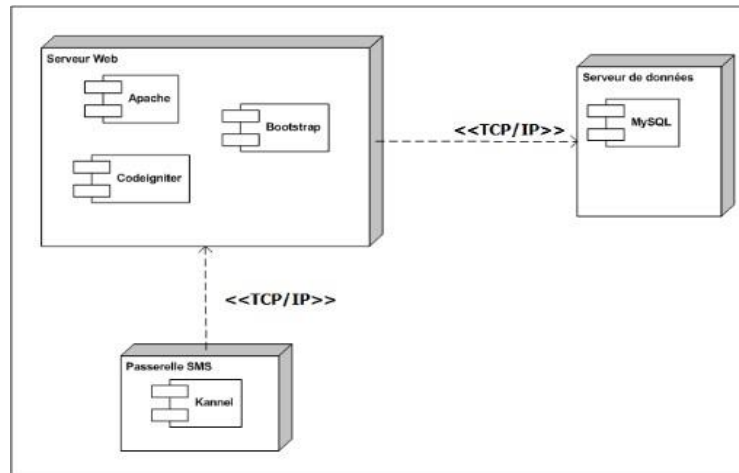 Serveur Web
Apache
Bootstrap
Codeigniter
<<TCP/IP>>
Serveur de données
MySQL
<<TCP/IP>>
Passerelle SMS
Kannel